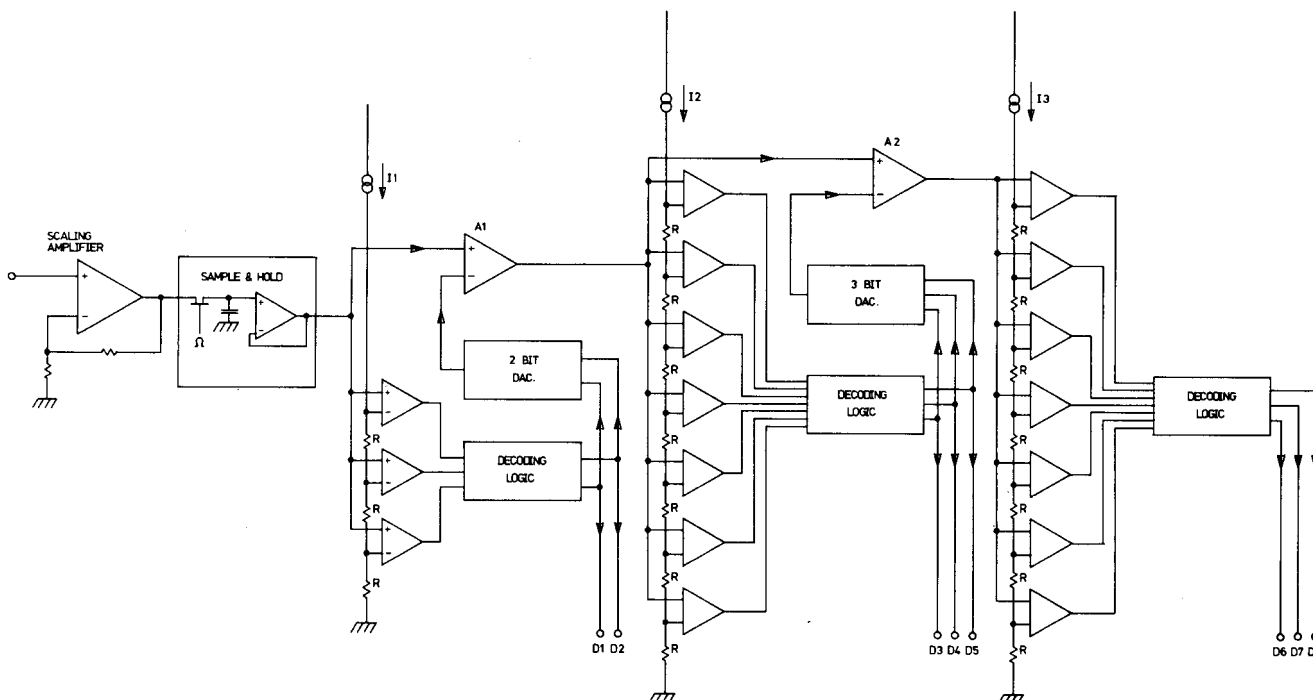 SCALING
AMPLIFIER
SAMPLE & HOLD
Ω
I1
R
R
R
A1
2 BIT
DAC.
DECODING
LOGIC
D1 D2
I2
R
R
R
R
R
R
R
A2
3 BIT
DAC.
DECODING
LOGIC
D3 D4 D5
I3
R
R
R
R
R
R
R
DECODING
LOGIC
D6 D7